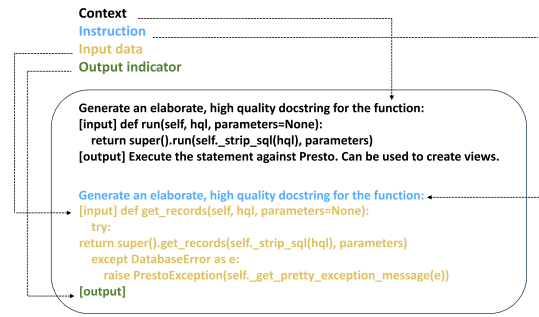 Context
Instruction
Input data
Output indicator
Generate an elaborate, high quality docstring for the function:
[input] def run(self, hql, parameters=None):
return super().run(self._strip_sql(hql), parameters)
[output] Execute the statement against Presto. Can be used to create views.
Generate an elaborate, high quality docstring for the function:
[input] def get_records(self, hql, parameters=None):
try:
return super().get_records(self._strip_sql(hql), parameters)
except DatabaseError as e:
raise PrestoException(self._get_pretty_exception_message(e))
[output]